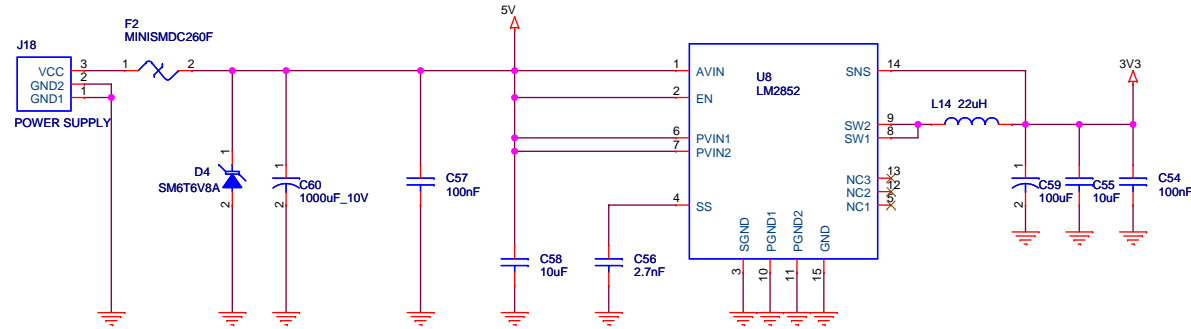 5V
F2
MINISMDC260F
J18
VCC 3
GND2 2
GND1 1
1 2
POWER SUPPLY
D4
SM6T6V8A
1
2
1
C60
1000uF_10V
2
C57
100nF
C58
10uF
C56
2.7nF
U8
LM2852
1 AVIN
2 EN
6 PVIN1
7 PVIN2
4 SS
SNS 14
SW2 9
SW1 8
NC3 13
NC2 12
NC1 5
SGND PGND1 PGND2 GND
3 10 11 15
L14 22uH
3V3
1
C59
100uF
2
C55
10uF
C54
100nF